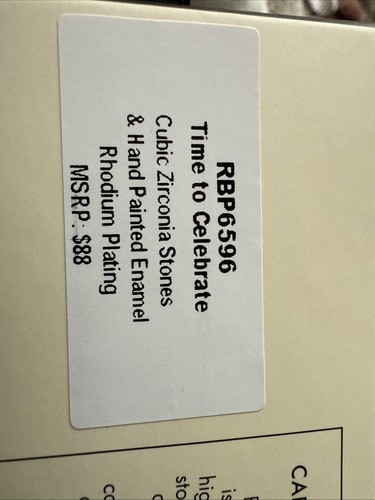 RBP6596
Time to Celebrate
Cubic Zirconia Stones
& Hand Painted Enamel
Rhodium Plating
MSRP: $88